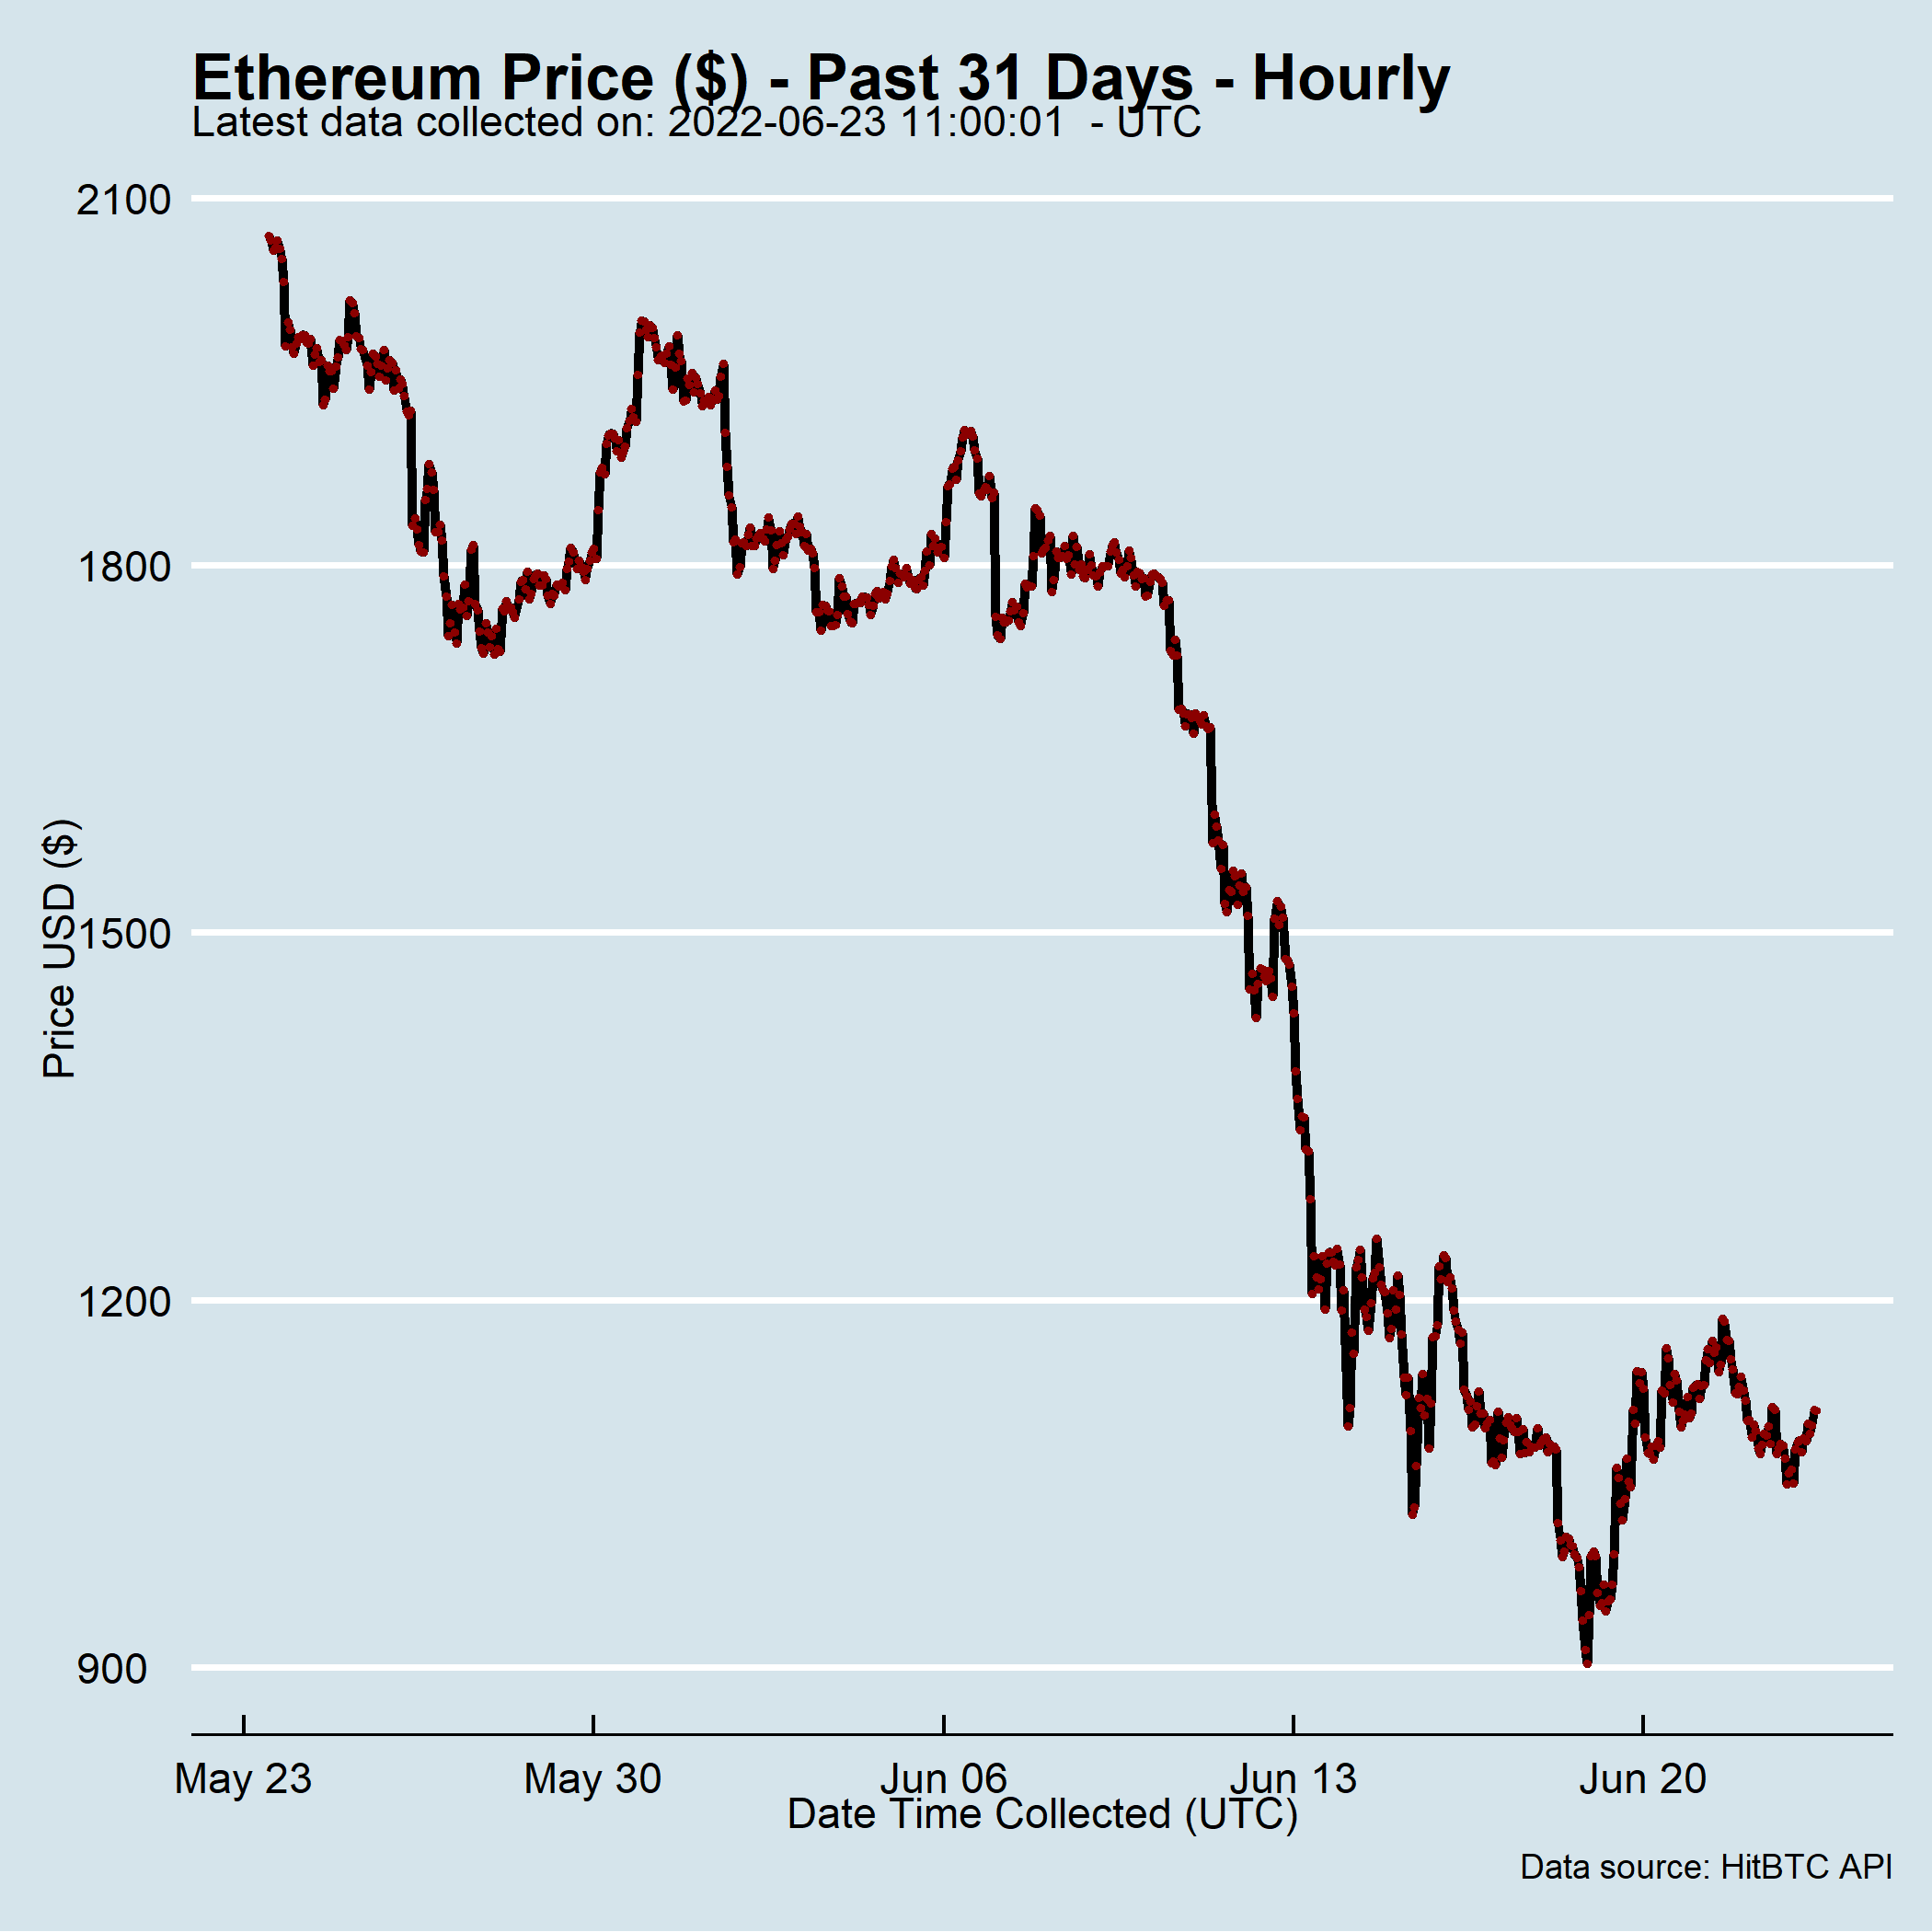 Ethereum Price ($) - Past 31 Days - Hourly
Latest data collected on: 2022-06-23 11:00:01  - UTC
2100
1800
1500
1200
900
Price USD ($)
May 23
May 30
Jun 06
Jun 13
Jun 20
Date Time Collected (UTC)
Data source: HitBTC API